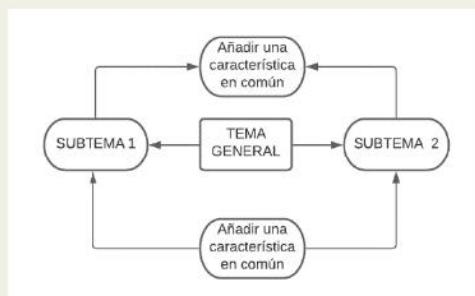 Añadir una
característica
en común
SUBTEMA 1
TEMA
GENERAL
SUBTEMA 2
Añadir una
característica
en común